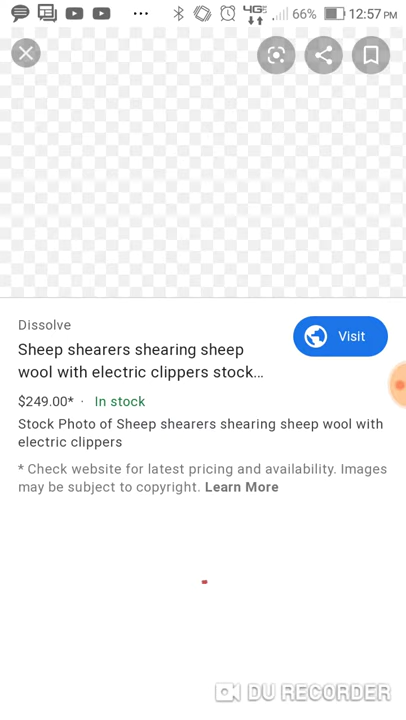 4G 66% 12:57 PM
Dissolve
Sheep shearers shearing sheep
wool with electric clippers stock...
Visit
$249.00* · In stock
Stock Photo of Sheep shearers shearing sheep wool with
electric clippers
* Check website for latest pricing and availability. Images
may be subject to copyright. Learn More
DU RECORDER